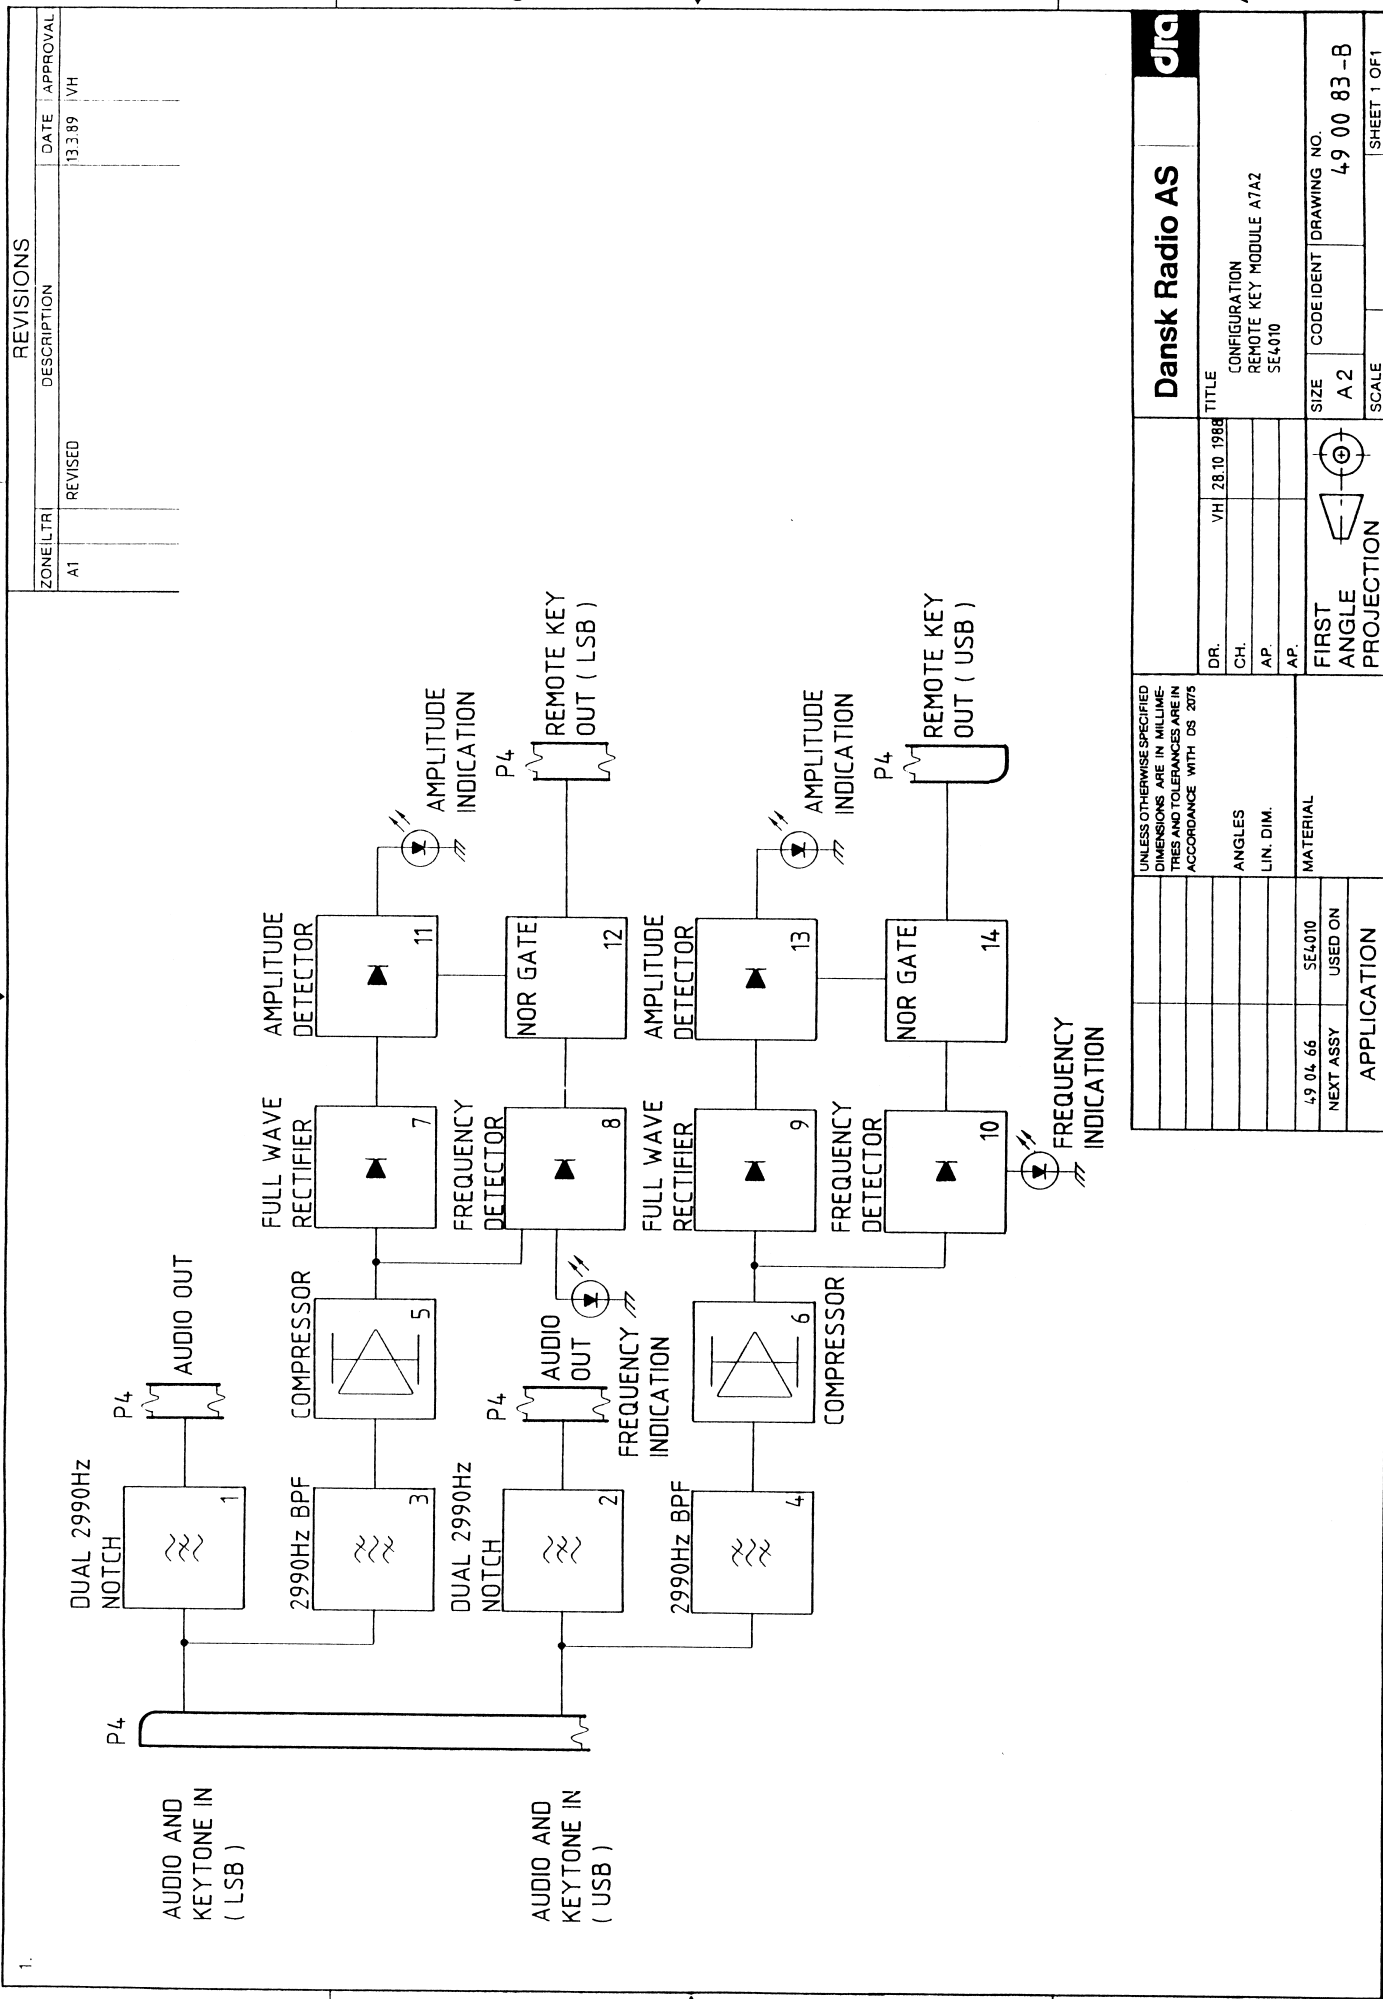 1.
REVISIONS
ZONE LTR DESCRIPTION DATE APPROVAL
A1 REVISED 13.3.89 VH
AUDIO AND
KEYTONE IN
( LSB )
P4
DUAL 2990Hz
NOTCH
1
P4
AUDIO OUT
2990Hz BPF
3
COMPRESSOR
5
FULL WAVE
RECTIFIER
7
AMPLITUDE
DETECTOR
11
AMPLITUDE
INDICATION
FREQUENCY
DETECTOR
8
NOR GATE
12
P4
REMOTE KEY
OUT ( LSB )
FREQUENCY
INDICATION
AUDIO AND
KEYTONE IN
( USB )
DUAL 2990Hz
NOTCH
2
P4
AUDIO
OUT
2990Hz BPF
4
COMPRESSOR
6
FULL WAVE
RECTIFIER
9
AMPLITUDE
DETECTOR
13
AMPLITUDE
INDICATION
FREQUENCY
DETECTOR
10
NOR GATE
14
P4
REMOTE KEY
OUT ( USB )
FREQUENCY
INDICATION
49 04 66 SE4010
NEXT ASSY USED ON
APPLICATION
UNLESS OTHERWISE SPECIFIED
DIMENSIONS ARE IN MILLIME-
TRES AND TOLERANCES ARE IN
ACCORDANCE WITH DS 2075
ANGLES
LIN. DIM.
MATERIAL
DR. VH 28.10 1988
CH.
AP.
AP.
FIRST
ANGLE
PROJECTION
Dansk Radio AS
dra
TITLE
CONFIGURATION
REMOTE KEY MODULE A7A2
SE4010
SIZE CODE IDENT DRAWING NO.
A2 49 00 83-B
SCALE SHEET 1 OF1